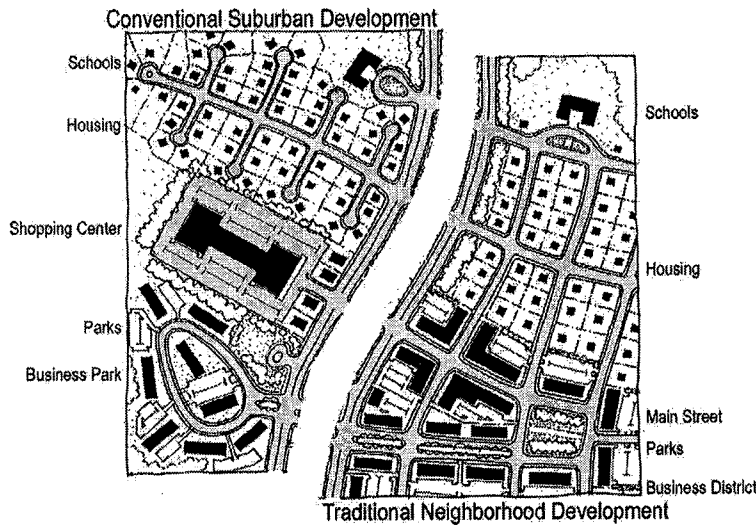 Conventional Suburban Development
Schools
Housing
Shopping Center
Parks
Business Park
Schools
Housing
Main Street
Parks
Business District
Traditional Neighborhood Development